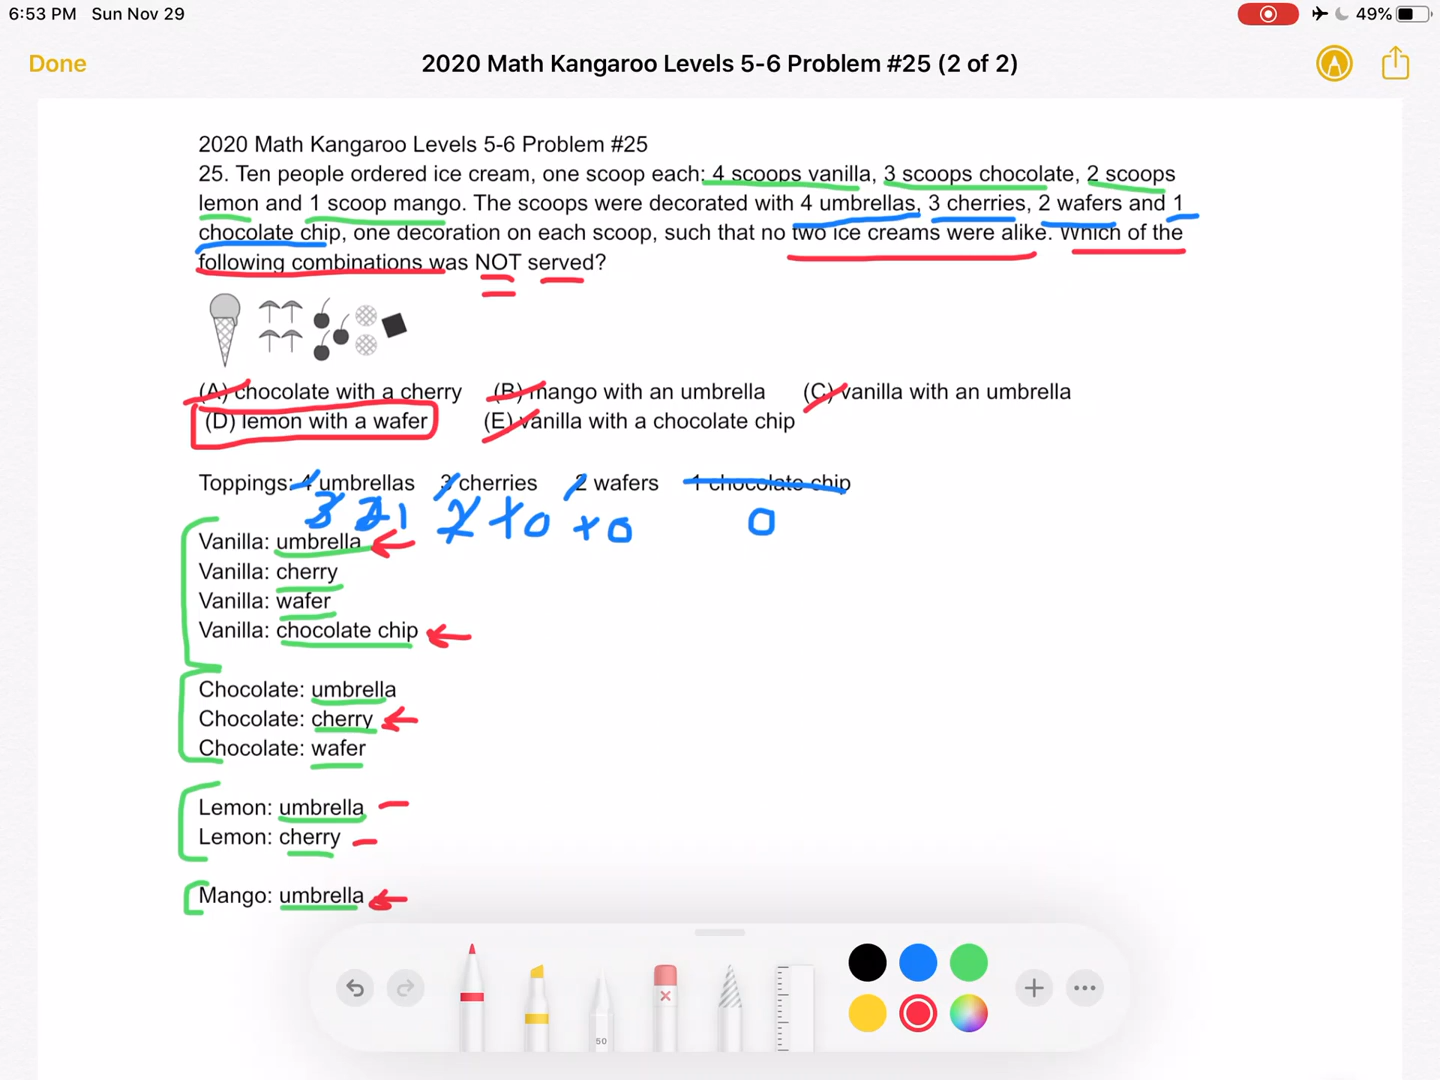 6:53 PM Sun Nov 29
49%
Done
2020 Math Kangaroo Levels 5-6 Problem #25 (2 of 2)
2020 Math Kangaroo Levels 5-6 Problem #25
25. Ten people ordered ice cream, one scoop each: 4 scoops vanilla, 3 scoops chocolate, 2 scoops
lemon and 1 scoop mango. The scoops were decorated with 4 umbrellas, 3 cherries, 2 wafers and 1
chocolate chip, one decoration on each scoop, such that no two ice creams were alike. Which of the
following combinations was NOT served?
(A) chocolate with a cherry (B) mango with an umbrella (C) vanilla with an umbrella
(D) lemon with a wafer (E) vanilla with a chocolate chip
Toppings: 4 umbrellas 3 cherries 2 wafers 1 chocolate chip
3 2 1 2 1 0 1 0 0
Vanilla: umbrella
Vanilla: cherry
Vanilla: wafer
Vanilla: chocolate chip
Chocolate: umbrella
Chocolate: cherry
Chocolate: wafer
Lemon: umbrella
Lemon: cherry
Mango: umbrella
50